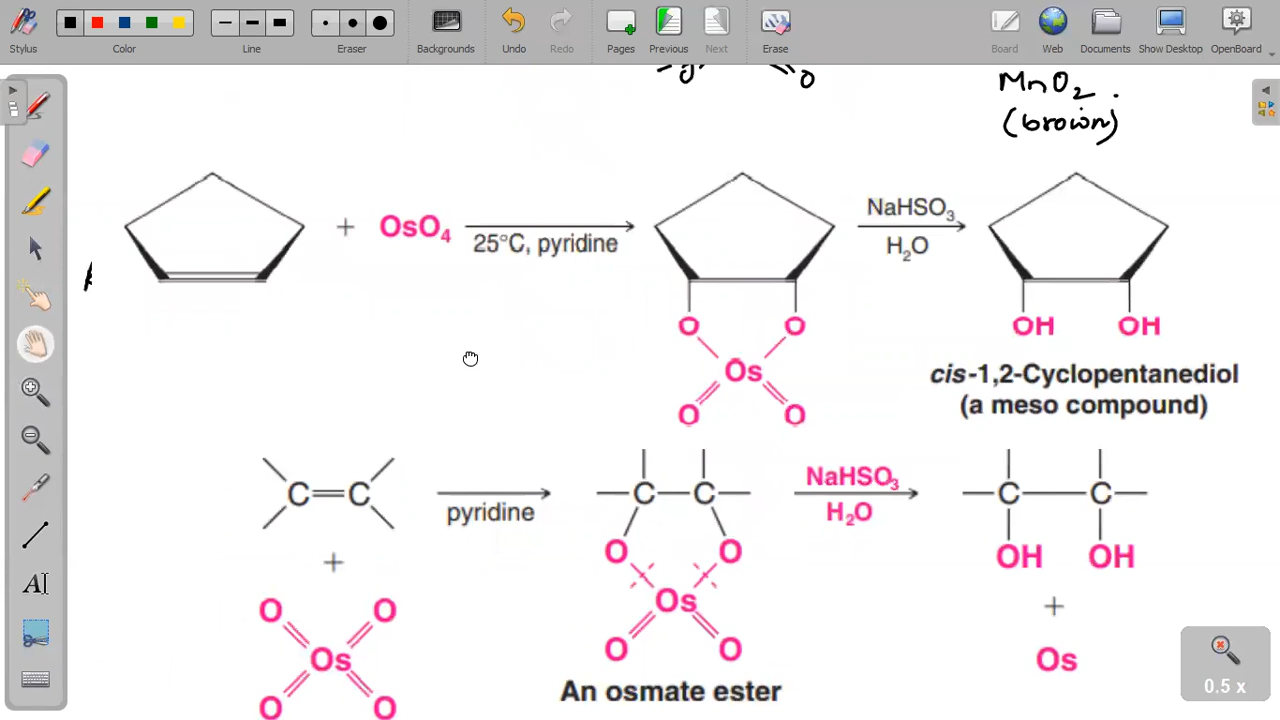 Stylus
Color
Line
Eraser
Backgrounds
Undo
Redo
Pages
Previous
Next
Erase
Board
Web
Documents
Show Desktop
OpenBoard
MnO2.
(brown)
+ OsO4
25°C, pyridine
O O
Os
O O
NaHSO3
H2O
OH OH
cis-1,2-Cyclopentanediol
(a meso compound)
C=C
+
O O
Os
O O
pyridine
C—C
O O
Os
O O
An osmate ester
NaHSO3
H2O
C—C
OH OH
+
Os
0.5 x